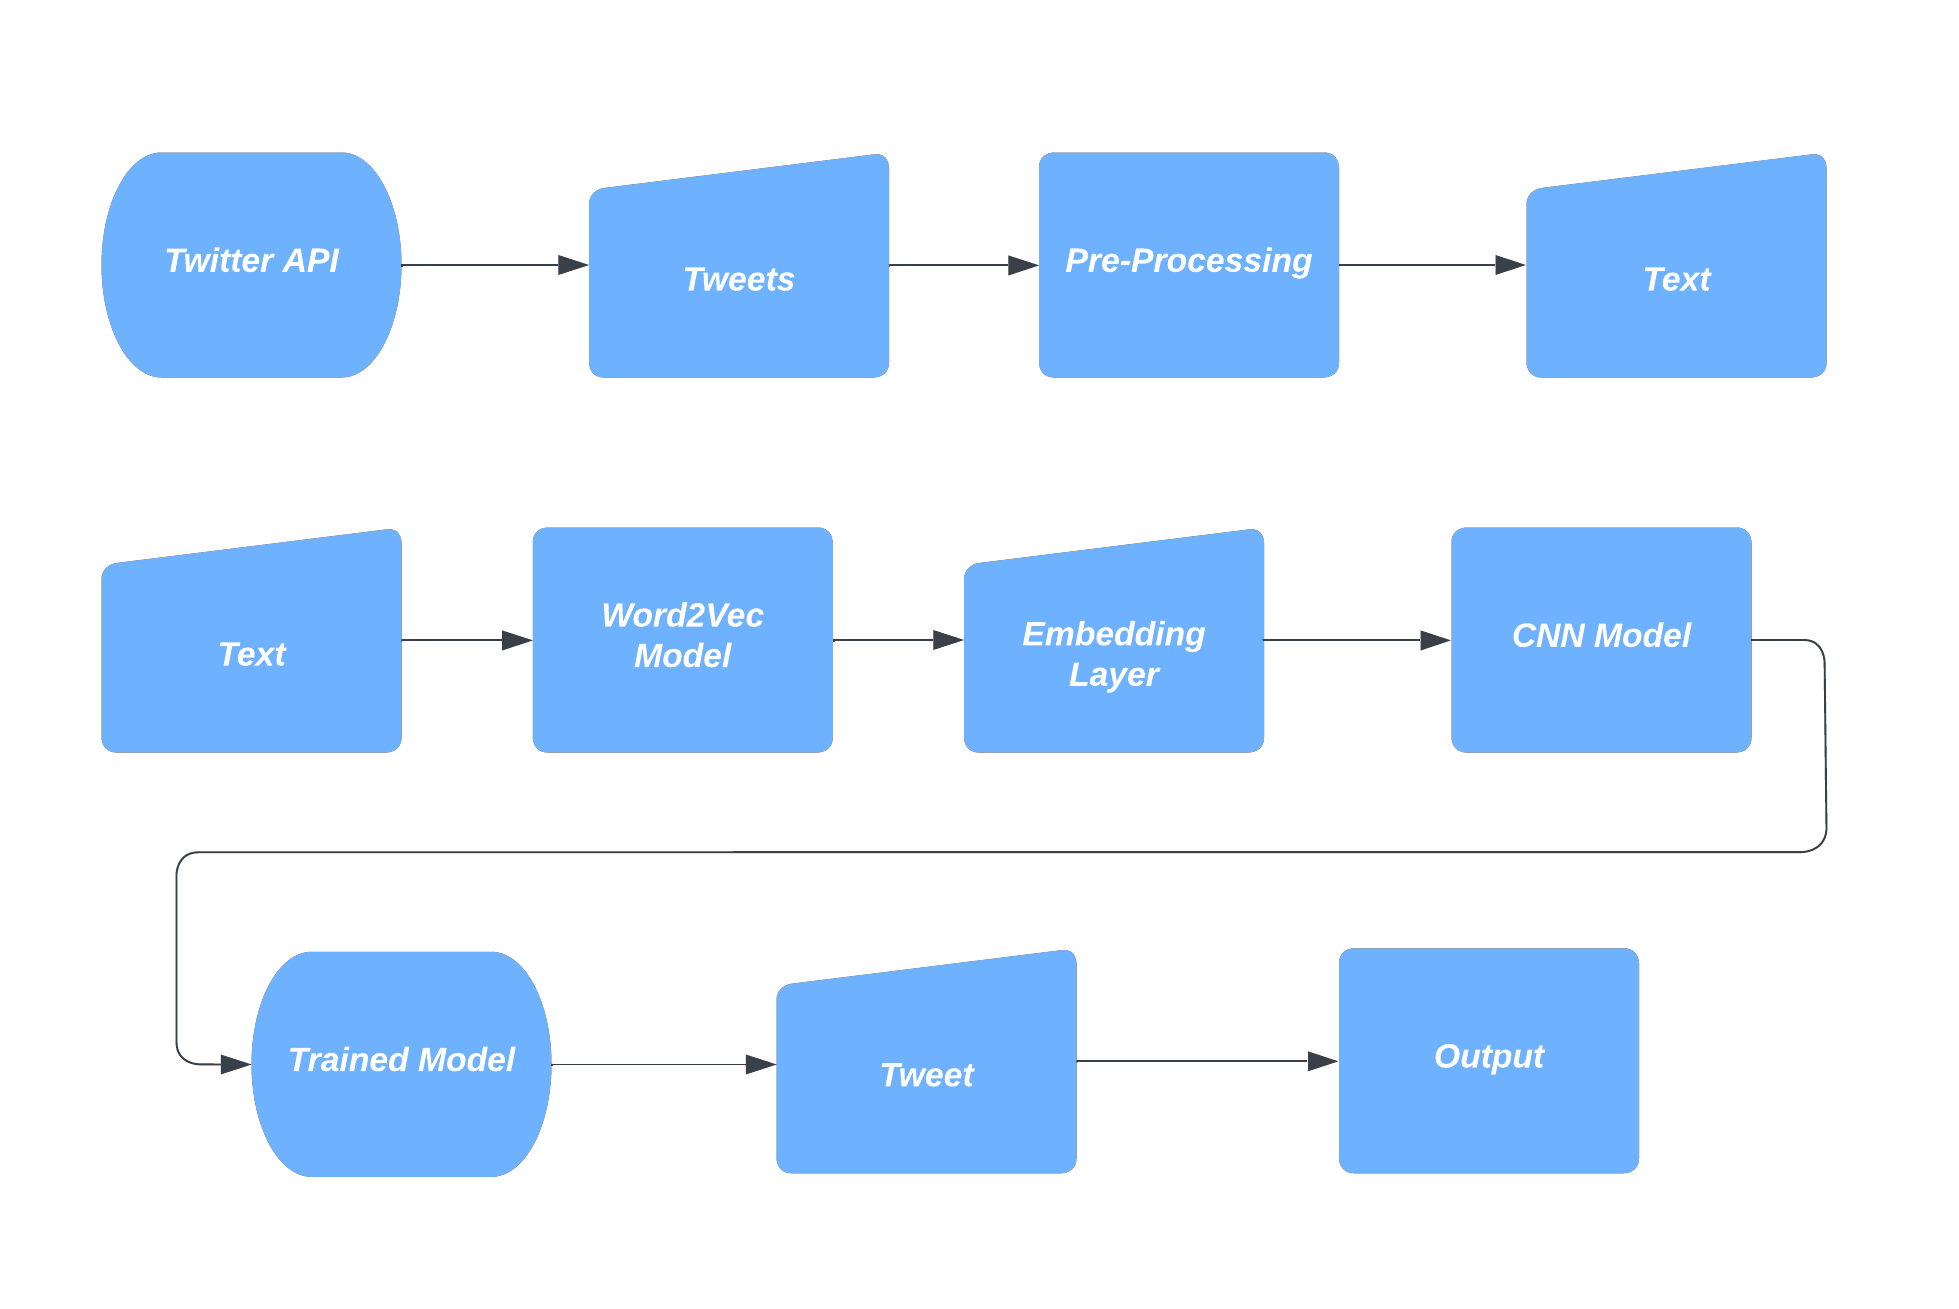 Twitter API
Tweets
Pre-Processing
Text
Text
Word2Vec
Model
Embedding
Layer
CNN Model
Trained Model
Tweet
Output